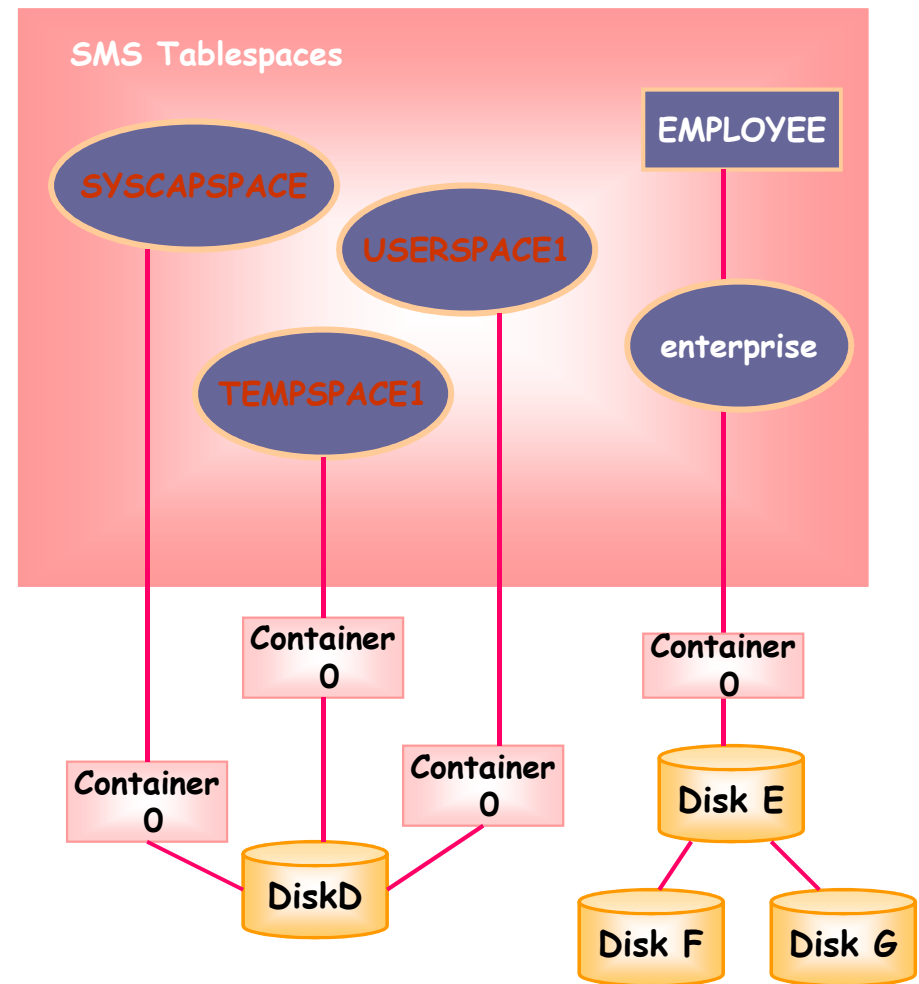 SMS Tablespaces
EMPLOYEE
SYSCAPSPACE
USERSPACE1
enterprise
TEMPSPACE1
Container
0
Container
0
Container
0
Container
0
Disk E
DiskD
Disk F
Disk G